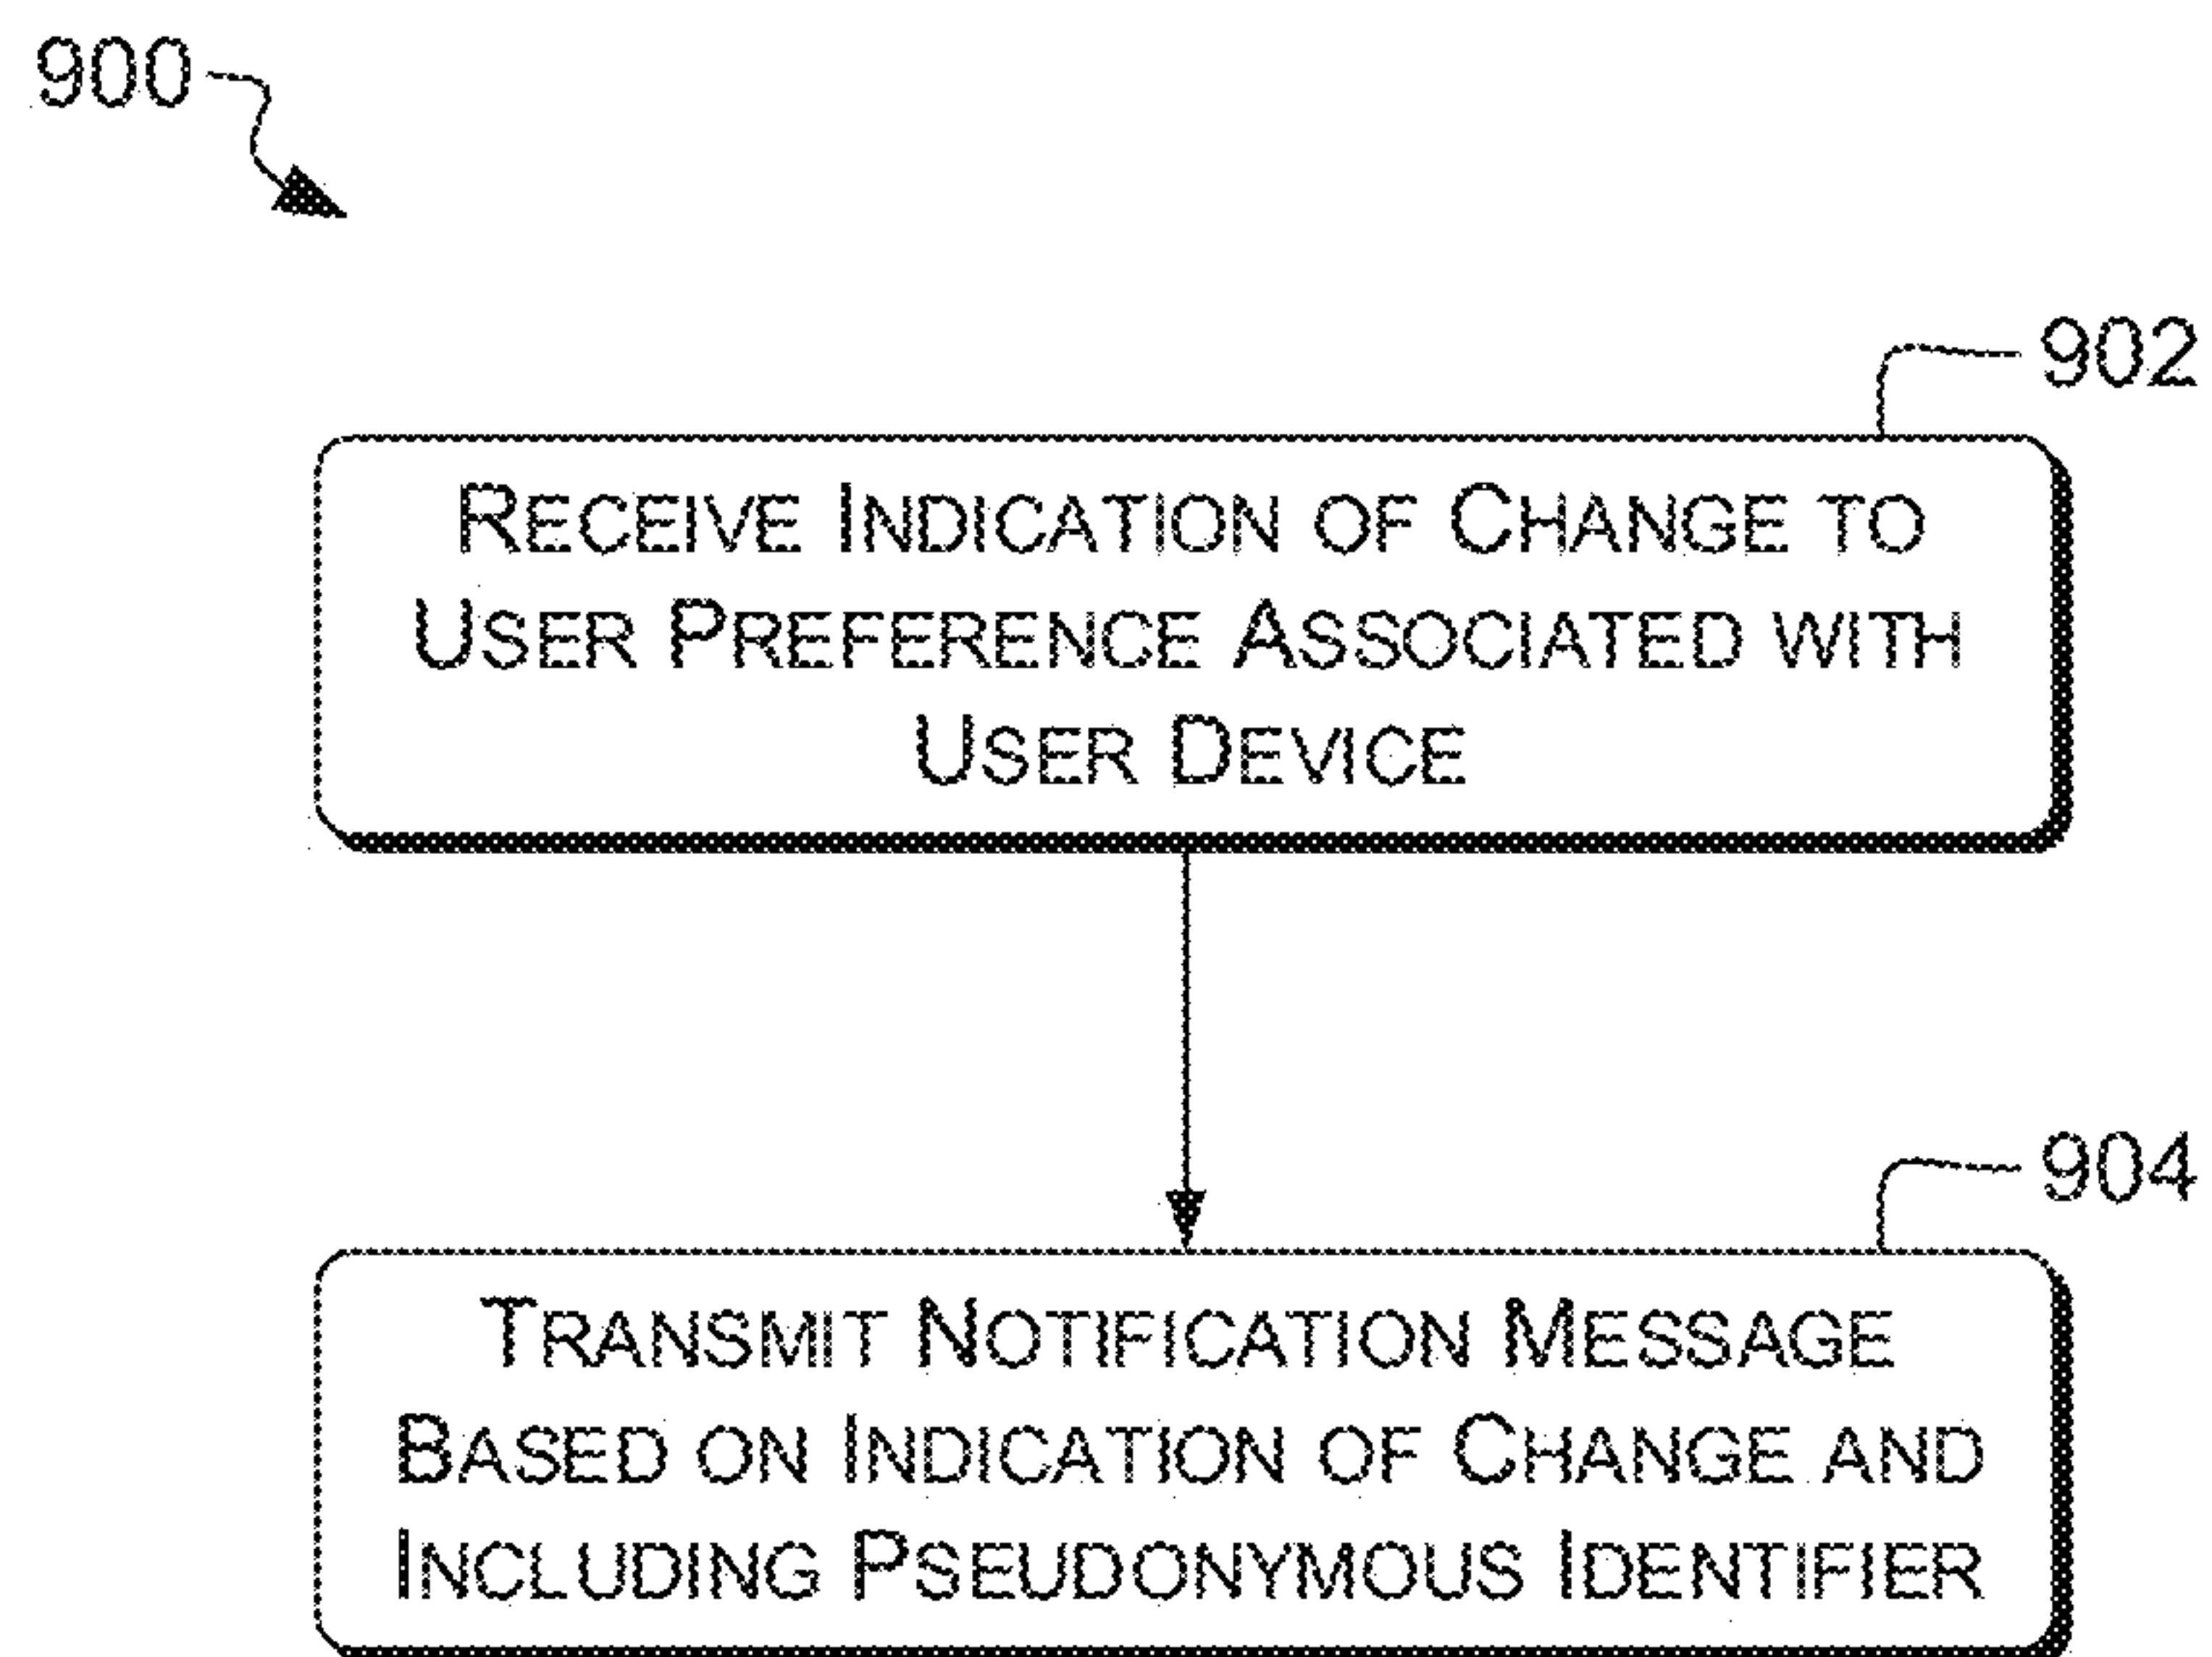 900
902
RECEIVE INDICATION OF CHANGE TO
USER PREFERENCE ASSOCIATED WITH
USER DEVICE
904
TRANSMIT NOTIFICATION MESSAGE
BASED ON INDICATION OF CHANGE AND
INCLUDING PSEUDONYMOUS IDENTIFIER